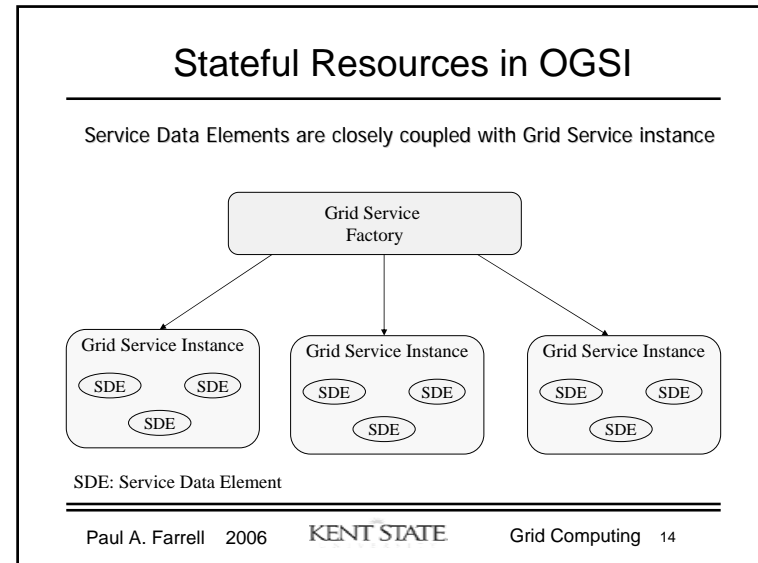 Stateful Resources in OGSI
Service Data Elements are closely coupled with Grid Service instance
Grid Service
Factory
Grid Service Instance
SDE
SDE
SDE
Grid Service Instance
SDE
SDE
SDE
Grid Service Instance
SDE
SDE
SDE
SDE: Service Data Element
Paul A. Farrell 2006 KENT STATE Grid Computing 14